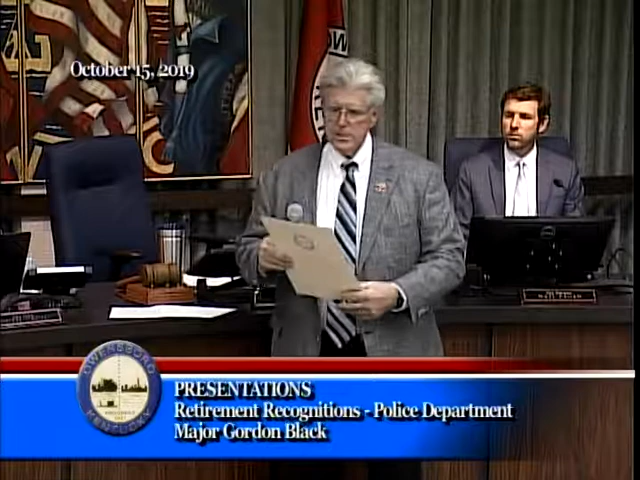 October 15, 2019
OWENSBORO
KENTUCKY
PRESENTATIONS
Retirement Recognitions - Police Department
Major Gordon Black